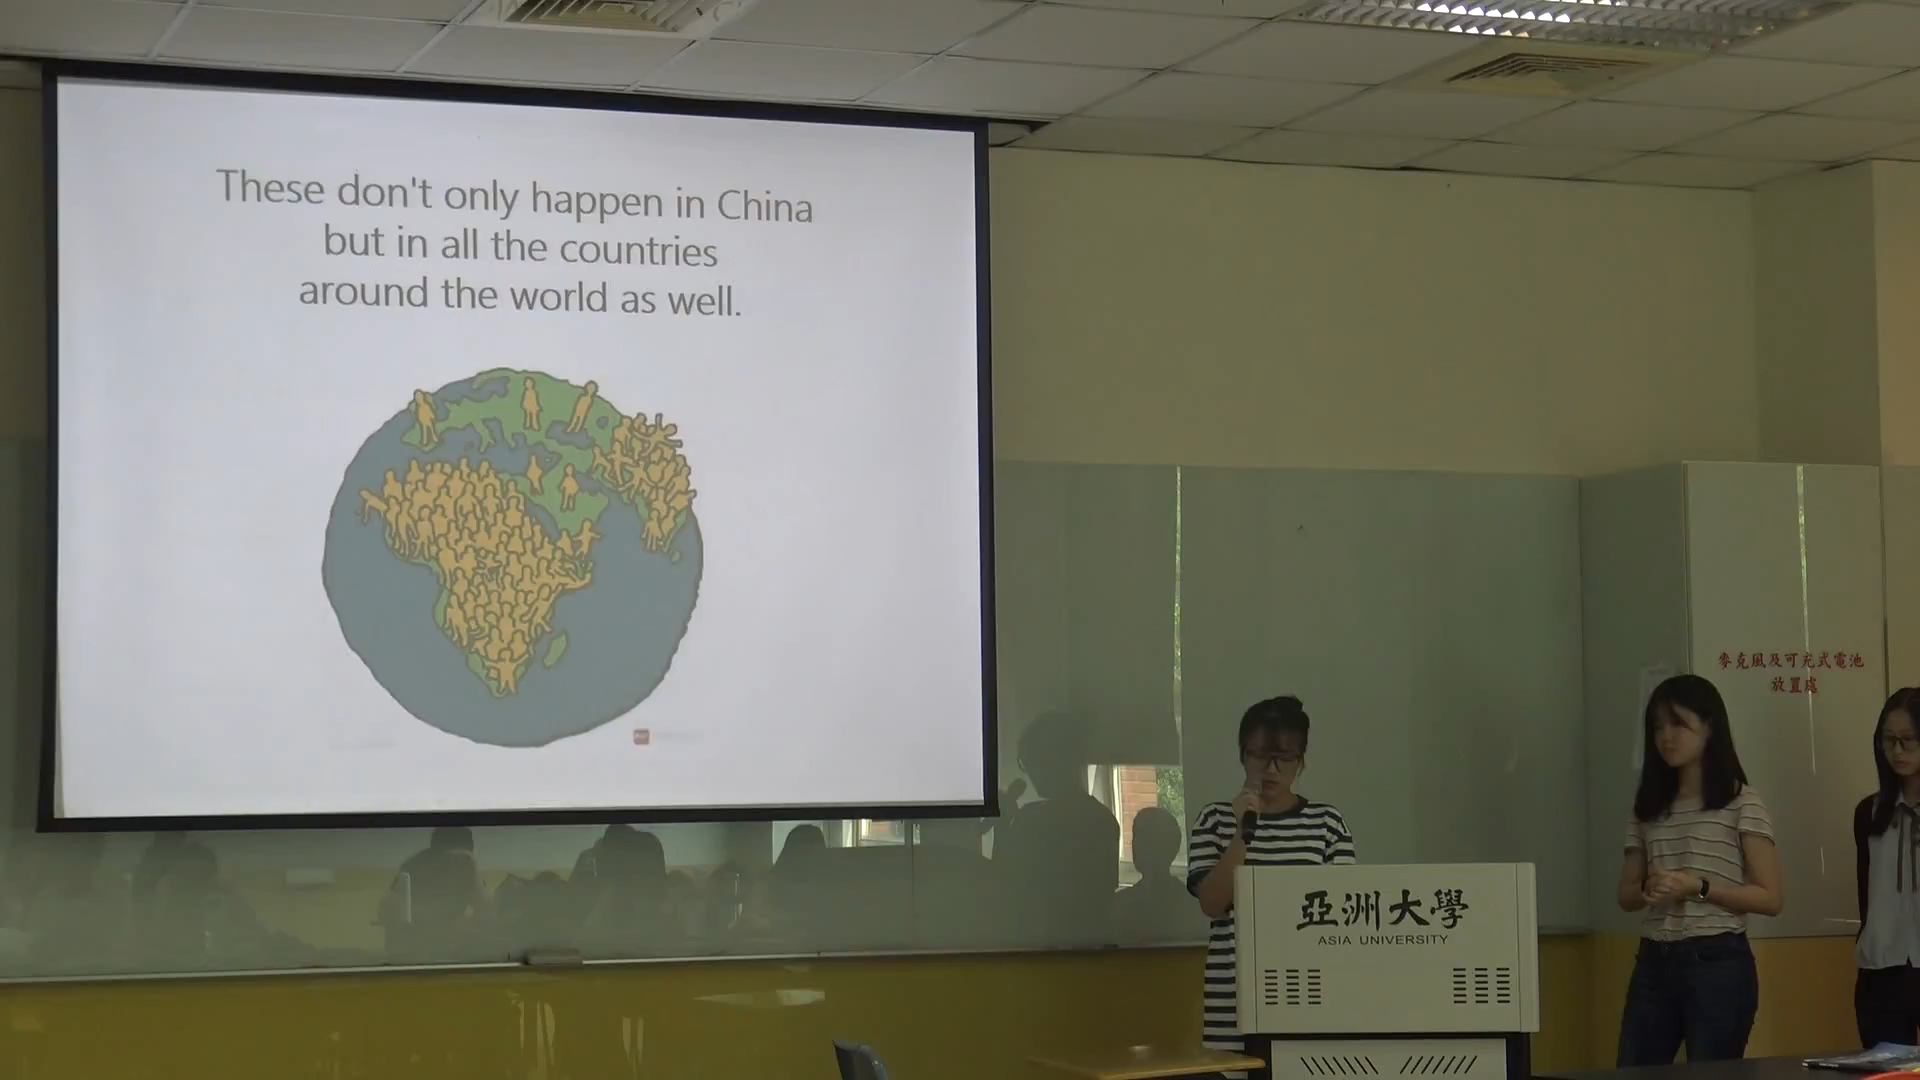 These don't only happen in China
but in all the countries
around the world as well.
麥克風及可充式電池
放置處
亞洲大學
ASIA UNIVERSITY